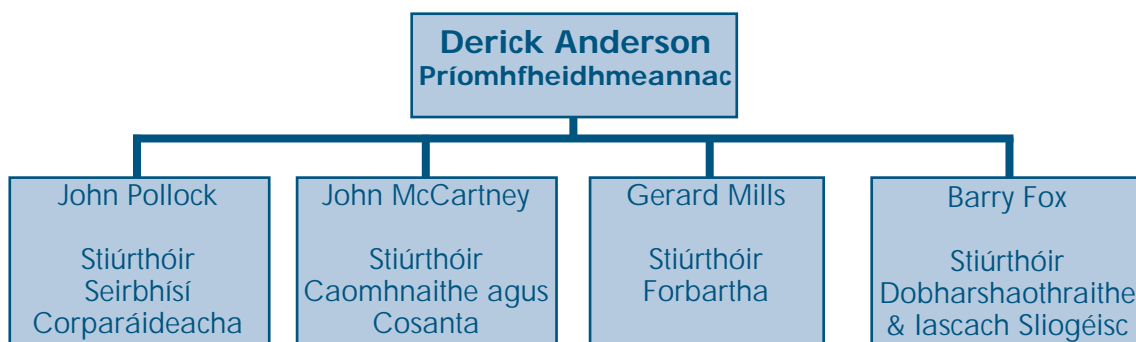 Derick Anderson
Príomhfheidhmeannac
John Pollock
Stiúrthóir
Seirbhísí
Corparáideacha
John McCartney
Stiúrthóir
Caomhnaithe agus
Cosanta
Gerard Mills
Stiúrthóir
Forbartha
Barry Fox
Stiúrthóir
Dobharshaothraithe
& Iascach Sliogéisc